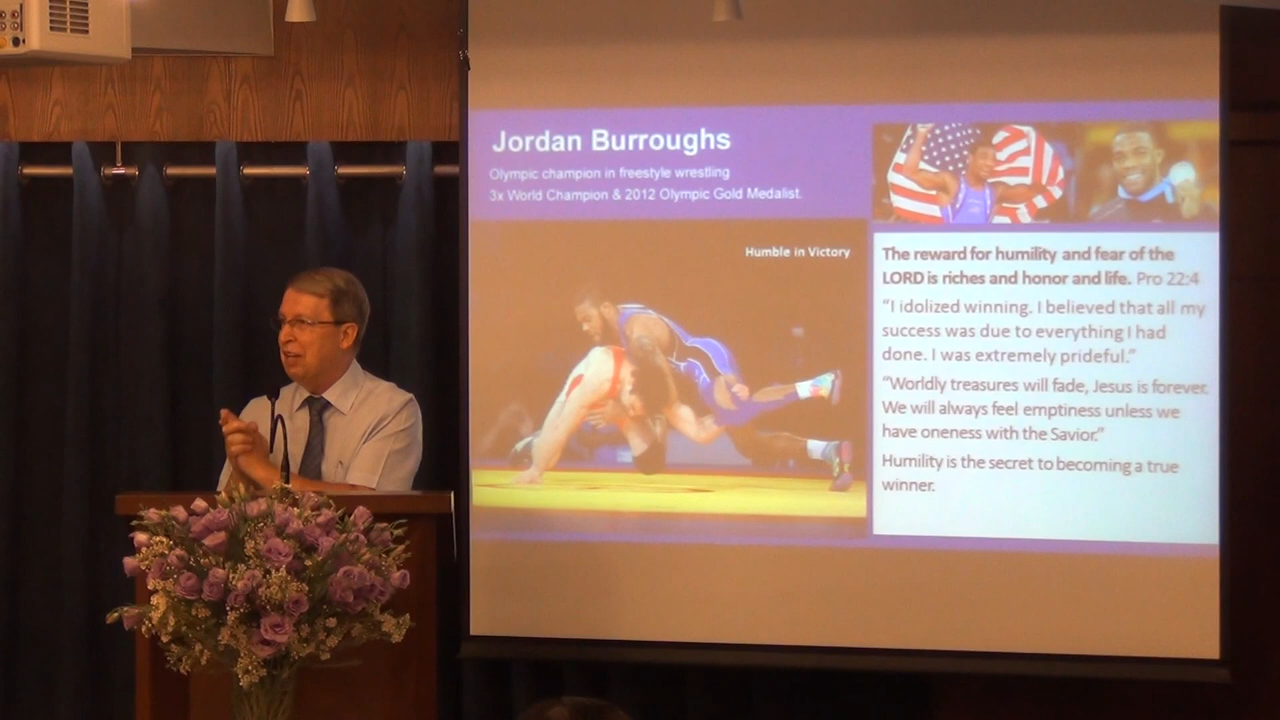 Jordan Burroughs
Olympic champion in freestyle wrestling
3x World Champion & 2012 Olympic Gold Medalist.
Humble in Victory
The reward for humility and fear of the
LORD is riches and honor and life. Pro 22:4
“I idolized winning. I believed that all my
success was due to everything I had
done. I was extremely prideful.”
“Worldly treasures will fade, Jesus is forever.
We will always feel emptiness unless we
have oneness with the Savior.”
Humility is the secret to becoming a true
winner.